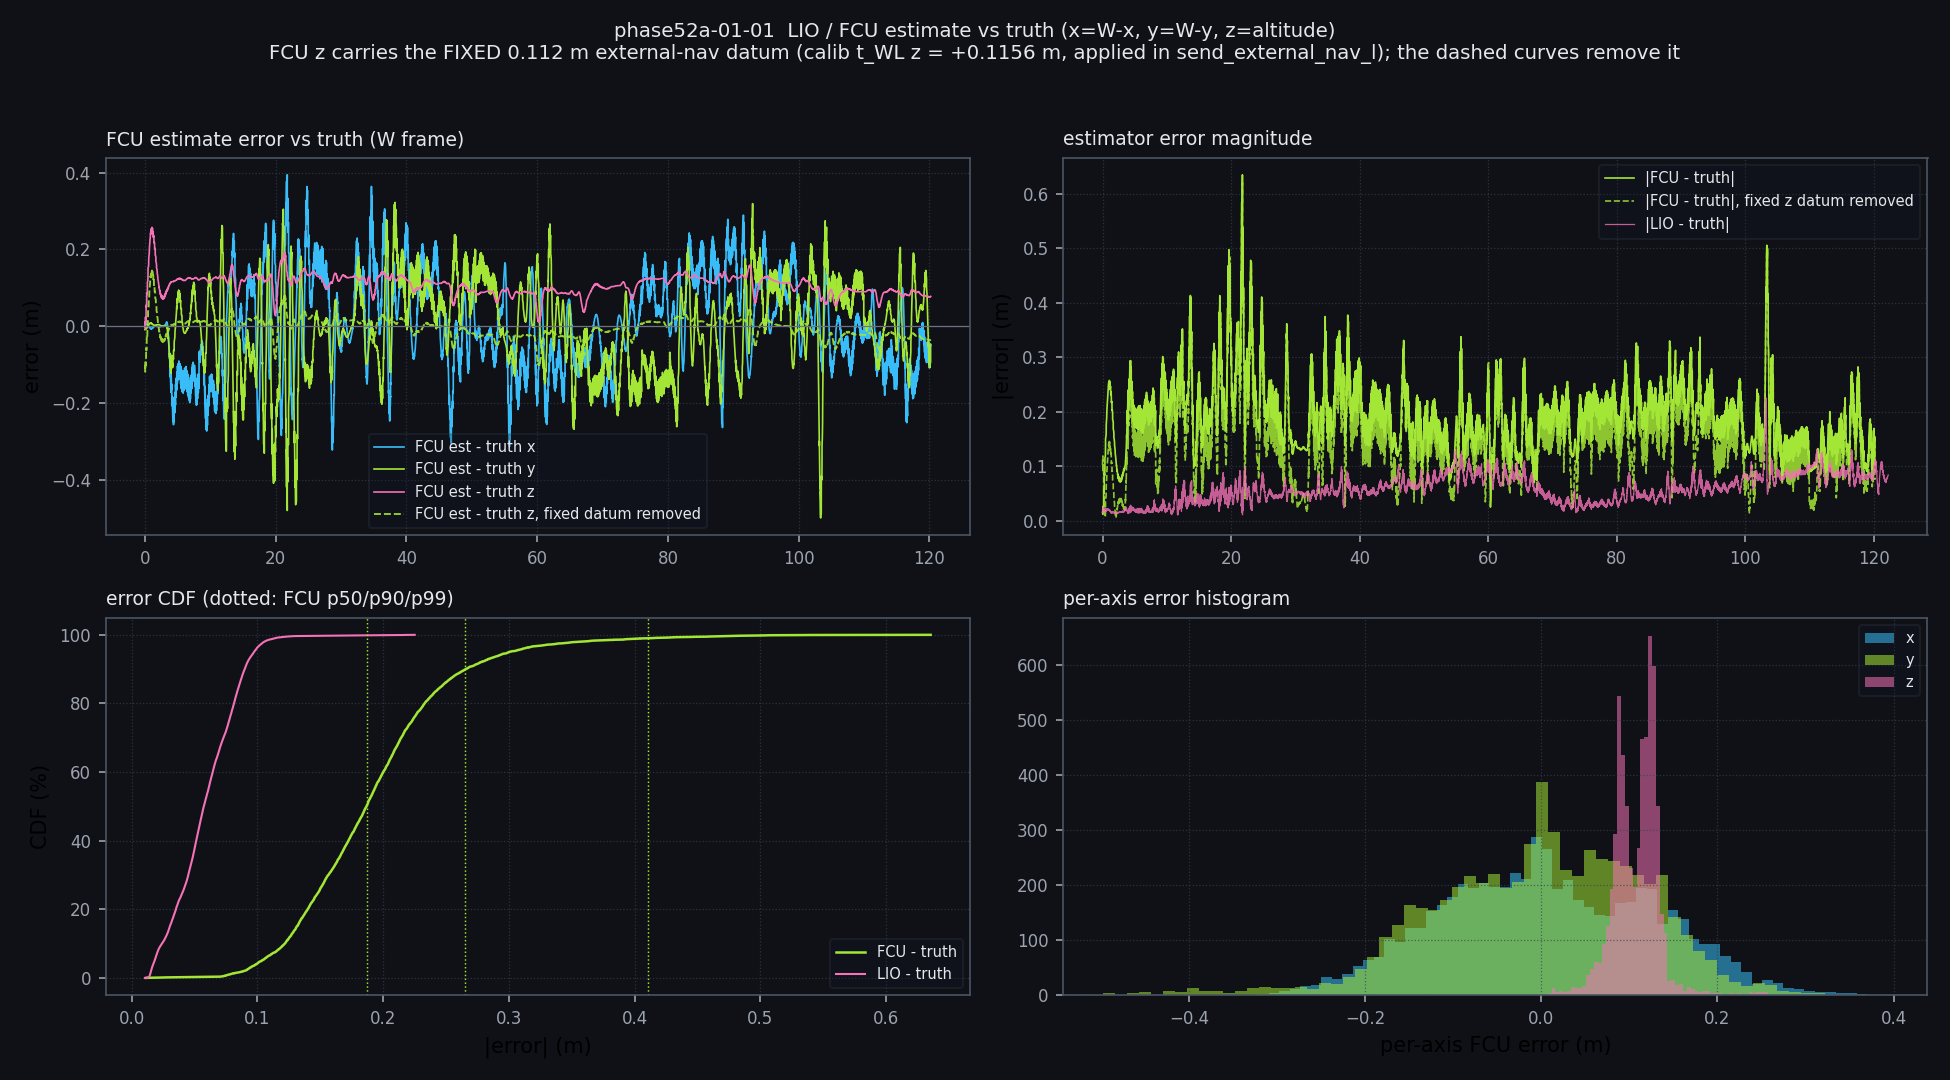 phase52a-01-01  LIO / FCU estimate vs truth (x=W-x, y=W-y, z=altitude)
FCU z carries the FIXED 0.112 m external-nav datum (calib t_WL z = +0.1156 m, applied in send_external_nav_l); the dashed curves remove it
FCU estimate error vs truth (W frame)
error (m)
0.4
0.2
0.0
−0.2
−0.4
FCU est - truth x
FCU est - truth y
FCU est - truth z
FCU est - truth z, fixed datum removed
0 20 40 60 80 100 120
estimator error magnitude
|error| (m)
0.6
0.5
0.4
0.3
0.2
0.1
0.0
|FCU - truth|
|FCU - truth|, fixed z datum removed
|LIO - truth|
0 20 40 60 80 100 120
error CDF (dotted: FCU p50/p90/p99)
CDF (%)
100
80
60
40
20
0
FCU - truth
LIO - truth
0.0 0.1 0.2 0.3 0.4 0.5 0.6
|error| (m)
per-axis error histogram
600
500
400
300
200
100
0
x
y
z
−0.4 −0.2 0.0 0.2 0.4
per-axis FCU error (m)